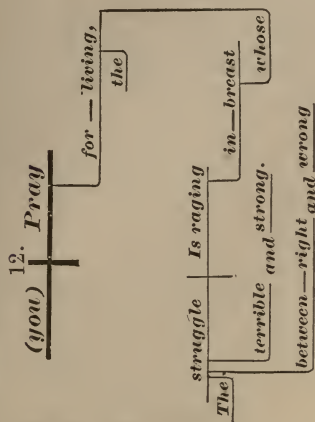 12.
(you) Pray
for — living,
the
whose
struggle Is raging
in — breast
The
terrible and strong.
between — right and wrong